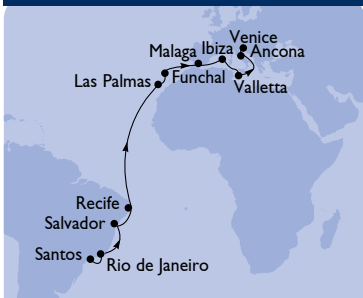 Venice
Malaga Ibiza Ancona
Las Palmas Funchal Valletta
Recife
Salvador
Santos Rio de Janeiro